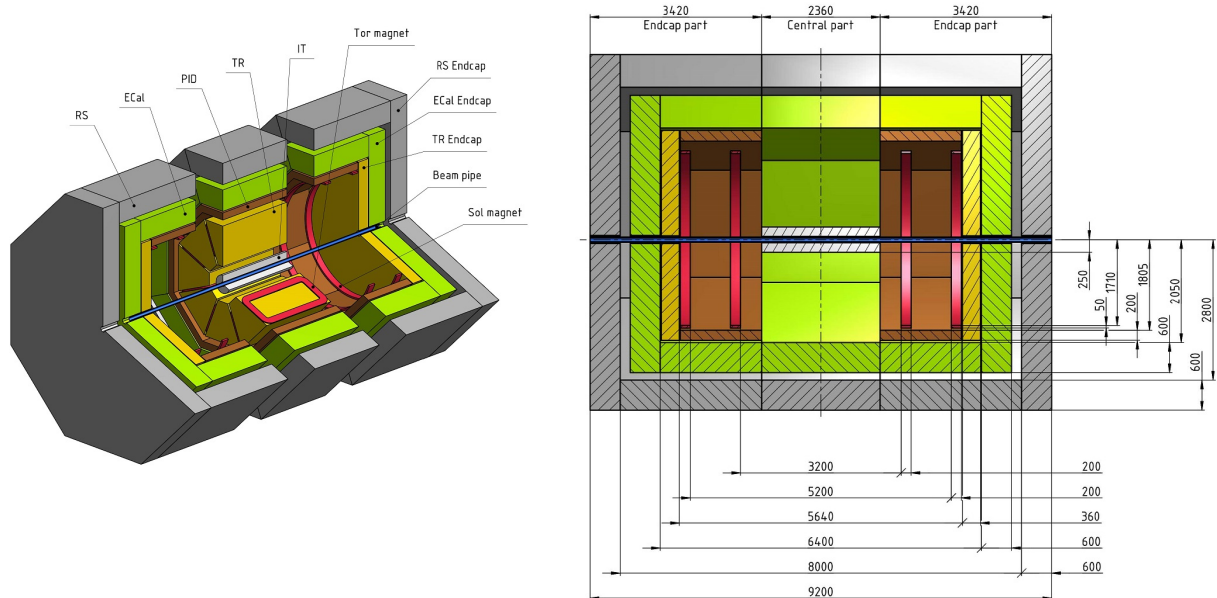 Tor magnet
IT
TR
PID
ECal
RS
RS Endcap
ECal Endcap
TR Endcap
Beam pipe
Sol magnet
3420
2360
3420
Endcap part
Central part
Endcap part
250
50
1710
200
1805
600
2050
600
2800
3200
200
5200
200
5640
360
6400
600
8000
600
9200